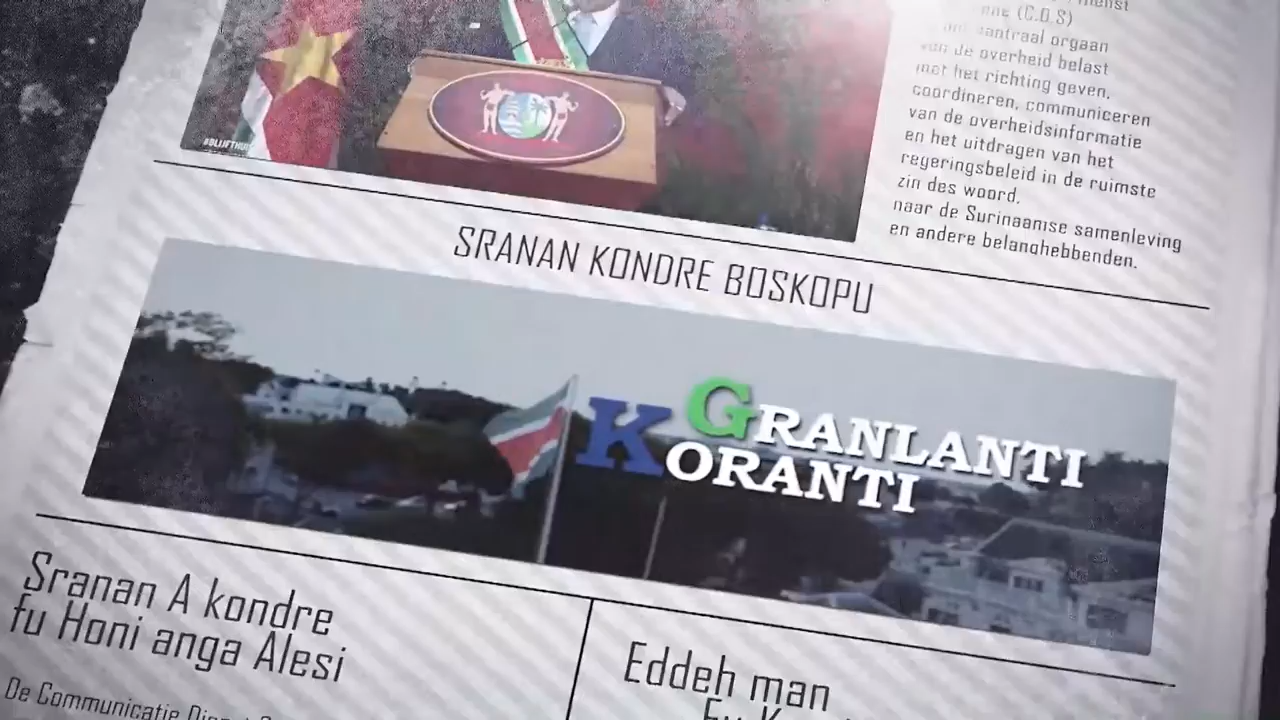 (C.D.S)
orgaan
van de overheid belast
met het richting geven,
coordineren, communiceren
van de overheidsinformatie
en het uitdragen van het
regeringsbeleid in de ruimste
zin des woord.
naar de Surinaamse samenleving
en andere belanghebbenden.
SRANAN KONDRE BOSKOPU
GRANLANTI
KORANTI
Sranan A kondre
fu Honi anga Alesi
De Communicatie
Eddeh man